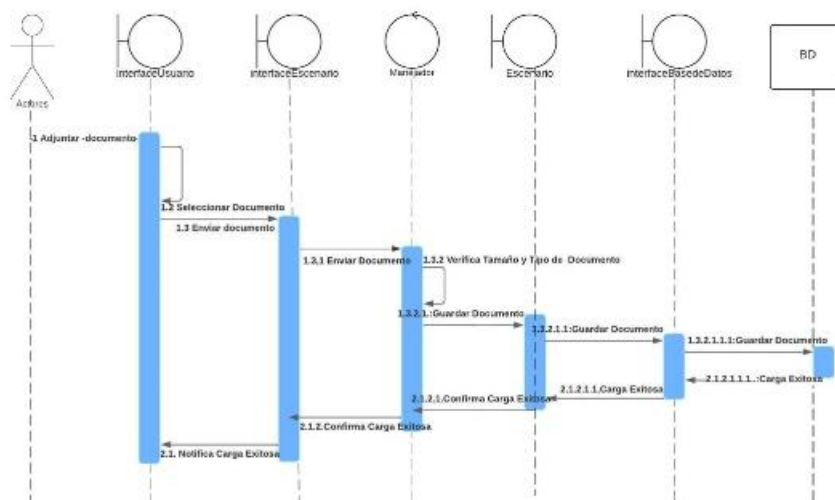 InterfaceUsuario
interfaceEscenario
Manejador
Escenario
interfaceBasedeDatos
BD
Actores
1 Adjuntar -documento
1.2 Seleccionar Documento
1.3 Enviar documento
1.3.1 Enviar Documento
1.3.2 Verifica Tamaño y Tipo de Documento
1.3.2.1.:Guardar Documento
1.3.2.1.1:Guardar Documento
1.3.2.1.1.1:Guardar Documento
2.1.2.1.1.1..:Carga Exitosa
2.1.2.1.1.Carga Exitosa
2.1.2.1.Confirma Carga Exitosa
2.1.2.Confirma Carga Exitosa
2.1. Notifica Carga Exitosa